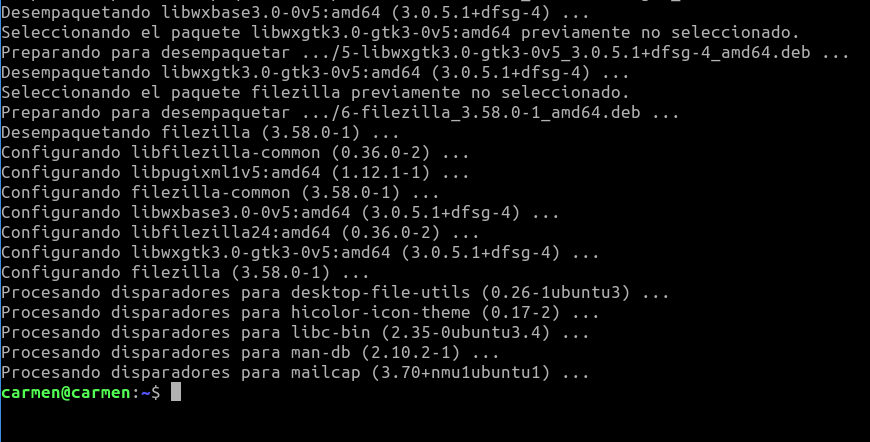 Desempaquetando libwxbase3.0-0v5:amd64 (3.0.5.1+dfsg-4) ...
Seleccionando el paquete libwxgtk3.0-gtk3-0v5:amd64 previamente no seleccionado.
Preparando para desempaquetar .../5-libwxgtk3.0-gtk3-0v5_3.0.5.1+dfsg-4_amd64.deb ...
Desempaquetando libwxgtk3.0-gtk3-0v5:amd64 (3.0.5.1+dfsg-4) ...
Seleccionando el paquete filezilla previamente no seleccionado.
Preparando para desempaquetar .../6-filezilla_3.58.0-1_amd64.deb ...
Desempaquetando filezilla (3.58.0-1) ...
Configurando libfilezilla-common (0.36.0-2) ...
Configurando libpugixml1v5:amd64 (1.12.1-1) ...
Configurando filezilla-common (3.58.0-1) ...
Configurando libwxbase3.0-0v5:amd64 (3.0.5.1+dfsg-4) ...
Configurando libfilezilla24:amd64 (0.36.0-2) ...
Configurando libwxgtk3.0-gtk3-0v5:amd64 (3.0.5.1+dfsg-4) ...
Configurando filezilla (3.58.0-1) ...
Procesando disparadores para desktop-file-utils (0.26-1ubuntu3) ...
Procesando disparadores para hicolor-icon-theme (0.17-2) ...
Procesando disparadores para libc-bin (2.35-0ubuntu3.4) ...
Procesando disparadores para man-db (2.10.2-1) ...
Procesando disparadores para mailcap (3.70+nmu1ubuntu1) ...
carmen@carmen:~$